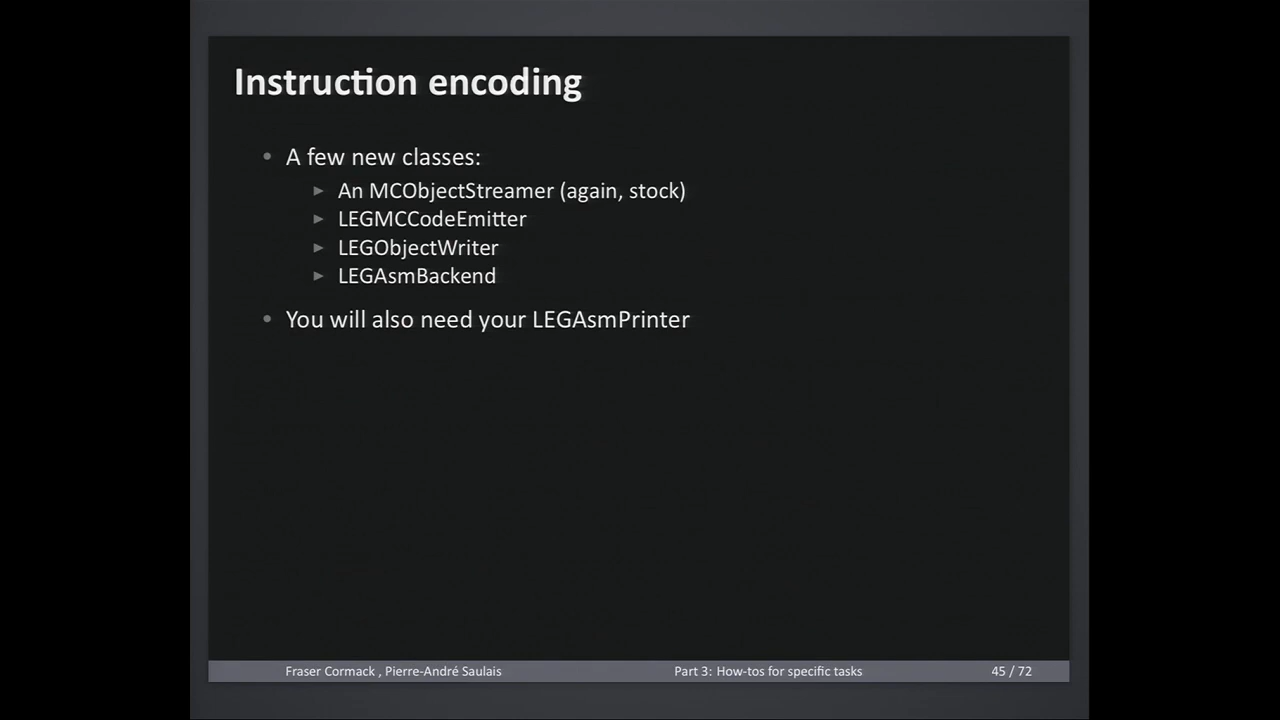 Instruction encoding
• A few new classes:
► An MCObjectStreamer (again, stock)
► LEGMCCodeEmitter
► LEGObjectWriter
► LEGAsmBackend
• You will also need your LEGAsmPrinter
Fraser Cormack , Pierre-André Saulais Part 3: How-tos for specific tasks 45 / 72